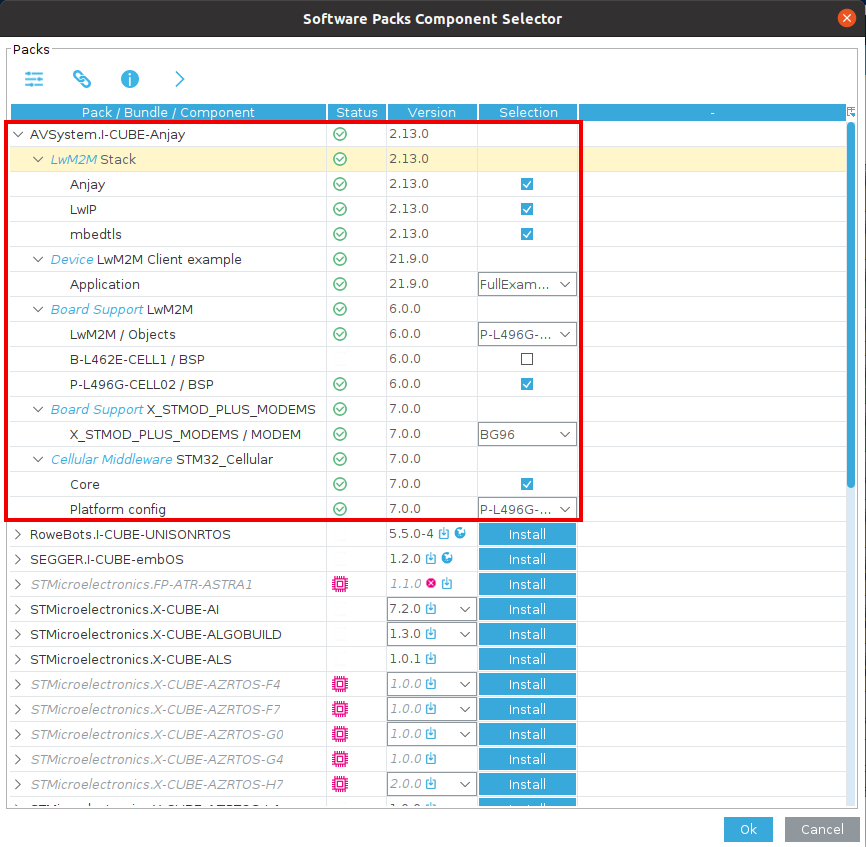 Software Packs Component Selector
Packs
Pack / Bundle / Component Status Version Selection -
AVSystem.I-CUBE-Anjay 2.13.0
LwM2M Stack 2.13.0
Anjay 2.13.0
LwIP 2.13.0
mbedtls 2.13.0
Device LwM2M Client example 21.9.0
Application 21.9.0 FullExam...
Board Support LwM2M 6.0.0
LwM2M / Objects 6.0.0 P-L496G-...
B-L462E-CELL1 / BSP 6.0.0
P-L496G-CELL02 / BSP 6.0.0
Board Support X_STMOD_PLUS_MODEMS 7.0.0
X_STMOD_PLUS_MODEMS / MODEM 7.0.0 BG96
Cellular Middleware STM32_Cellular 7.0.0
Core 7.0.0
Platform config 7.0.0 P-L496G-...
RoweBots.I-CUBE-UNISONRTOS 5.5.0-4 Install
SEGGER.I-CUBE-embOS 1.2.0 Install
STMicroelectronics.FP-ATR-ASTRA1 1.1.0 Install
STMicroelectronics.X-CUBE-AI 7.2.0 Install
STMicroelectronics.X-CUBE-ALGOBUILD 1.3.0 Install
STMicroelectronics.X-CUBE-ALS 1.0.1 Install
STMicroelectronics.X-CUBE-AZRTOS-F4 1.0.0 Install
STMicroelectronics.X-CUBE-AZRTOS-F7 1.0.0 Install
STMicroelectronics.X-CUBE-AZRTOS-G0 1.0.0 Install
STMicroelectronics.X-CUBE-AZRTOS-G4 1.0.0 Install
STMicroelectronics.X-CUBE-AZRTOS-H7 2.0.0 Install
Ok Cancel